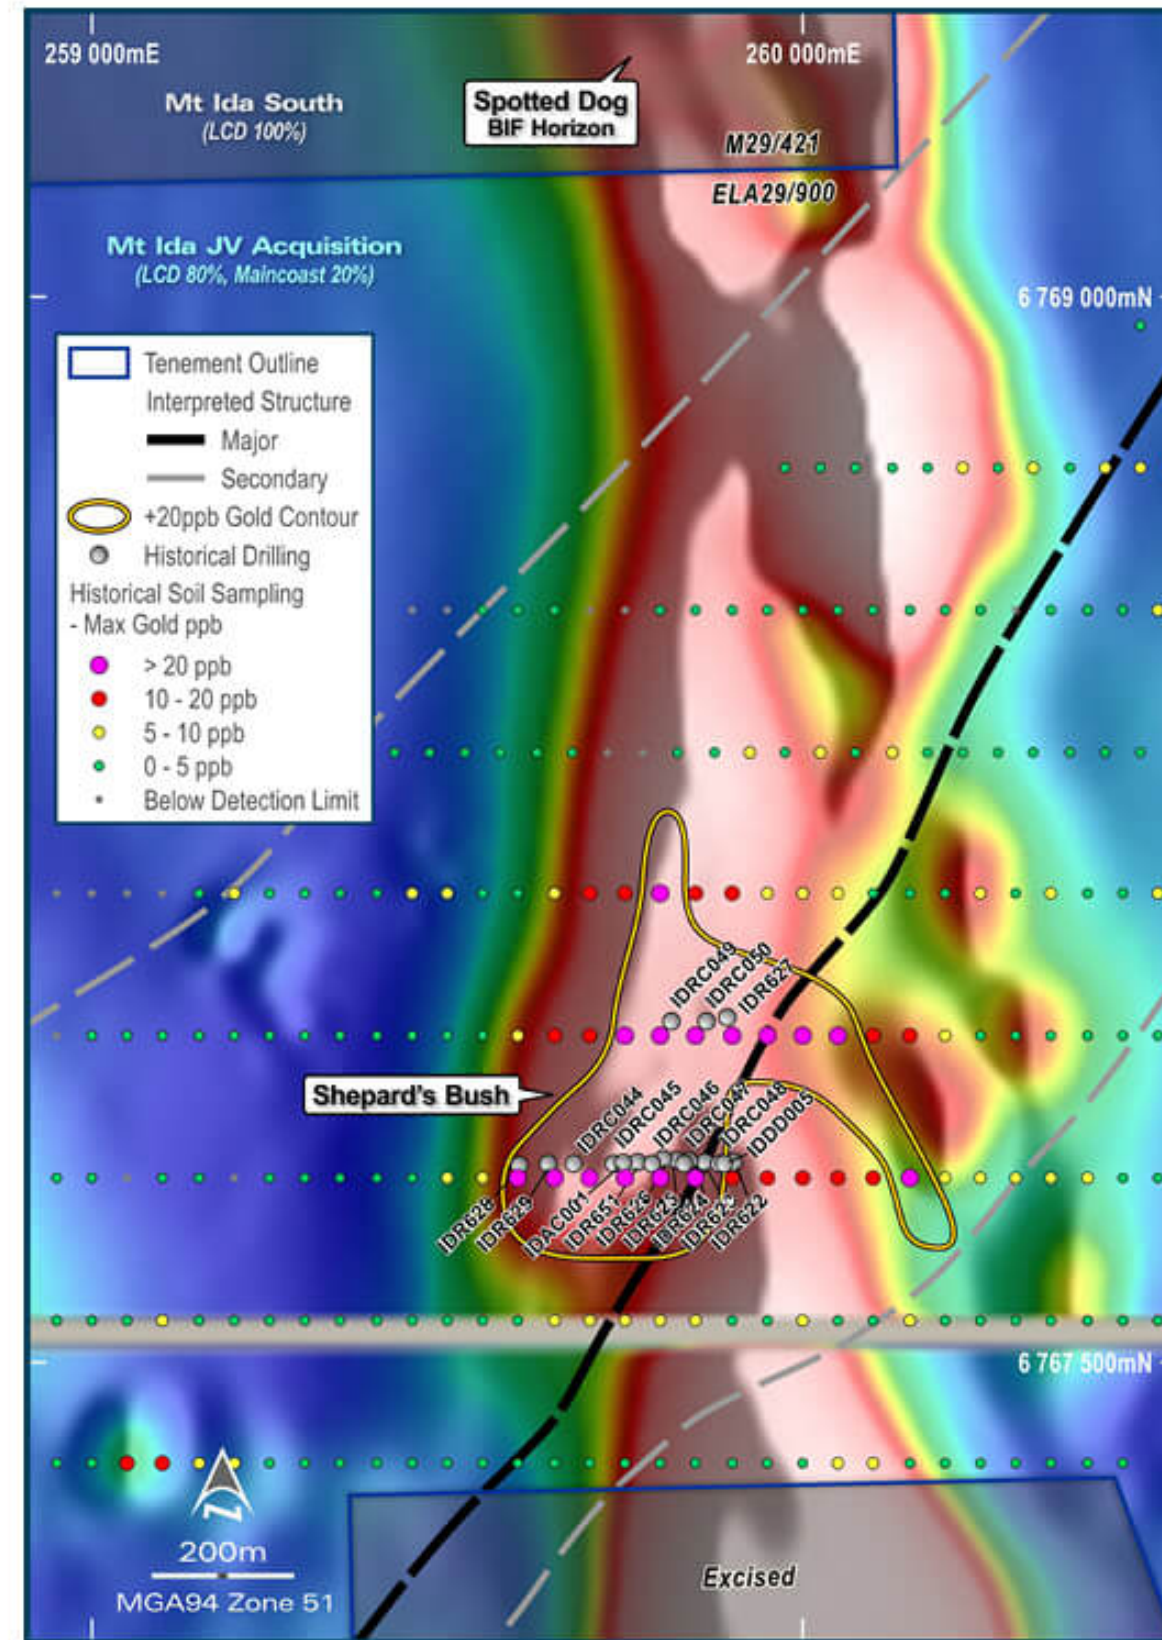 259 000mE
260 000mE
Mt Ida South
(LCD 100%)
Spotted Dog
BIF Horizon
M29/421
ELA29/900
Mt Ida JV Acquisition
(LCD 80%, Maincoast 20%)
6 769 000mN
Tenement Outline
Interpreted Structure
Major
Secondary
+20ppb Gold Contour
Historical Drilling
Historical Soil Sampling
- Max Gold ppb
> 20 ppb
10 - 20 ppb
5 - 10 ppb
0 - 5 ppb
Below Detection Limit
IDRC049
IDRC050
IDR627
Shepard's Bush
IDRC044
IDRC045
IDRC046
IDRC047
IDRC048
IDDD005
IDR628
IDR629
IDAC001
IDR651
IDR626
IDR625
IDR624
IDR623
IDR622
6 767 500mN
N
200m
MGA94 Zone 51
Excised